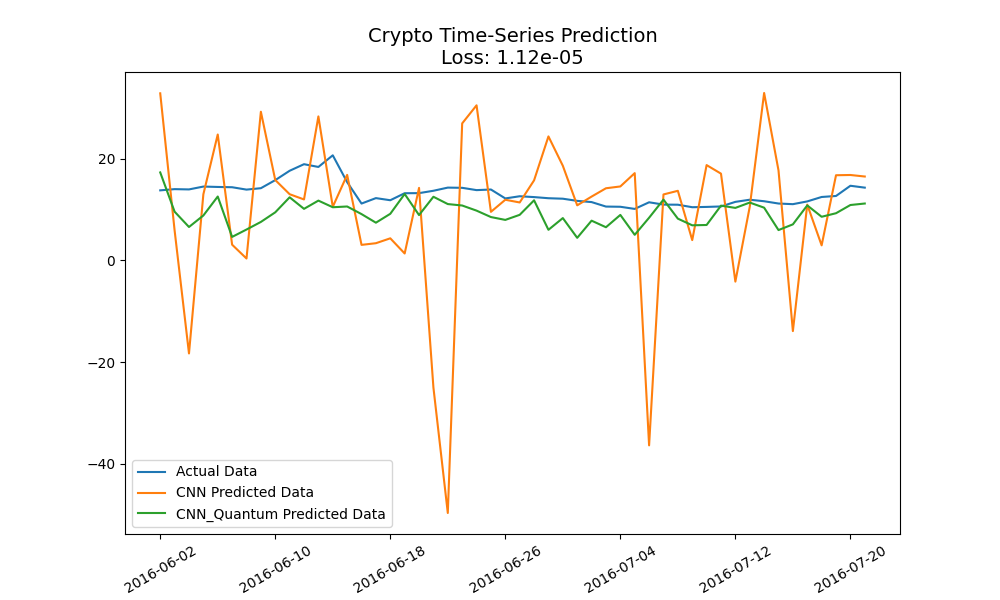 Crypto Time-Series Prediction
Loss: 1.12e-05
20
0
−20
−40
Actual Data
CNN Predicted Data
CNN_Quantum Predicted Data
2016-06-02
2016-06-10
2016-06-18
2016-06-26
2016-07-04
2016-07-12
2016-07-20